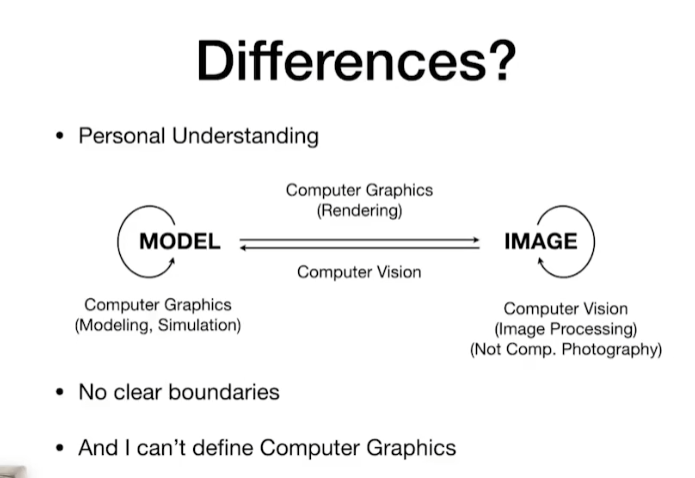 Differences?
• Personal Understanding
Computer Graphics
(Rendering)
MODEL
IMAGE
Computer Vision
Computer Graphics
(Modeling, Simulation)
Computer Vision
(Image Processing)
(Not Comp. Photography)
• No clear boundaries
• And I can't define Computer Graphics